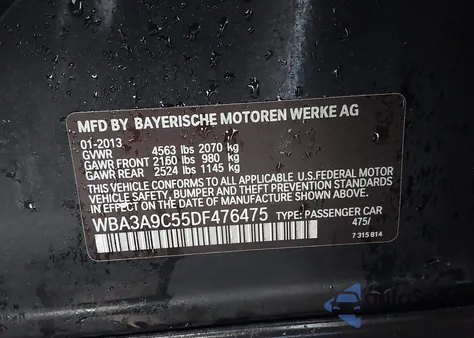 MFD BY BAYERISCHE MOTOREN WERKE AG
01-2013
GVWR 4563 lbs 2070 kg
GAWR FRONT 2160 lbs 980 kg
GAWR REAR 2524 lbs 1145 kg
THIS VEHICLE CONFORMS TO ALL APPLICABLE U.S.FEDERAL MOTOR
VEHICLE SAFETY, BUMPER AND THEFT PREVENTION STANDARDS
IN EFFECT ON THE DATE OF MANUFACTURE SHOWN ABOVE.
WBA3A9C55DF476475 TYPE: PASSENGER CAR
475/
7 315 814